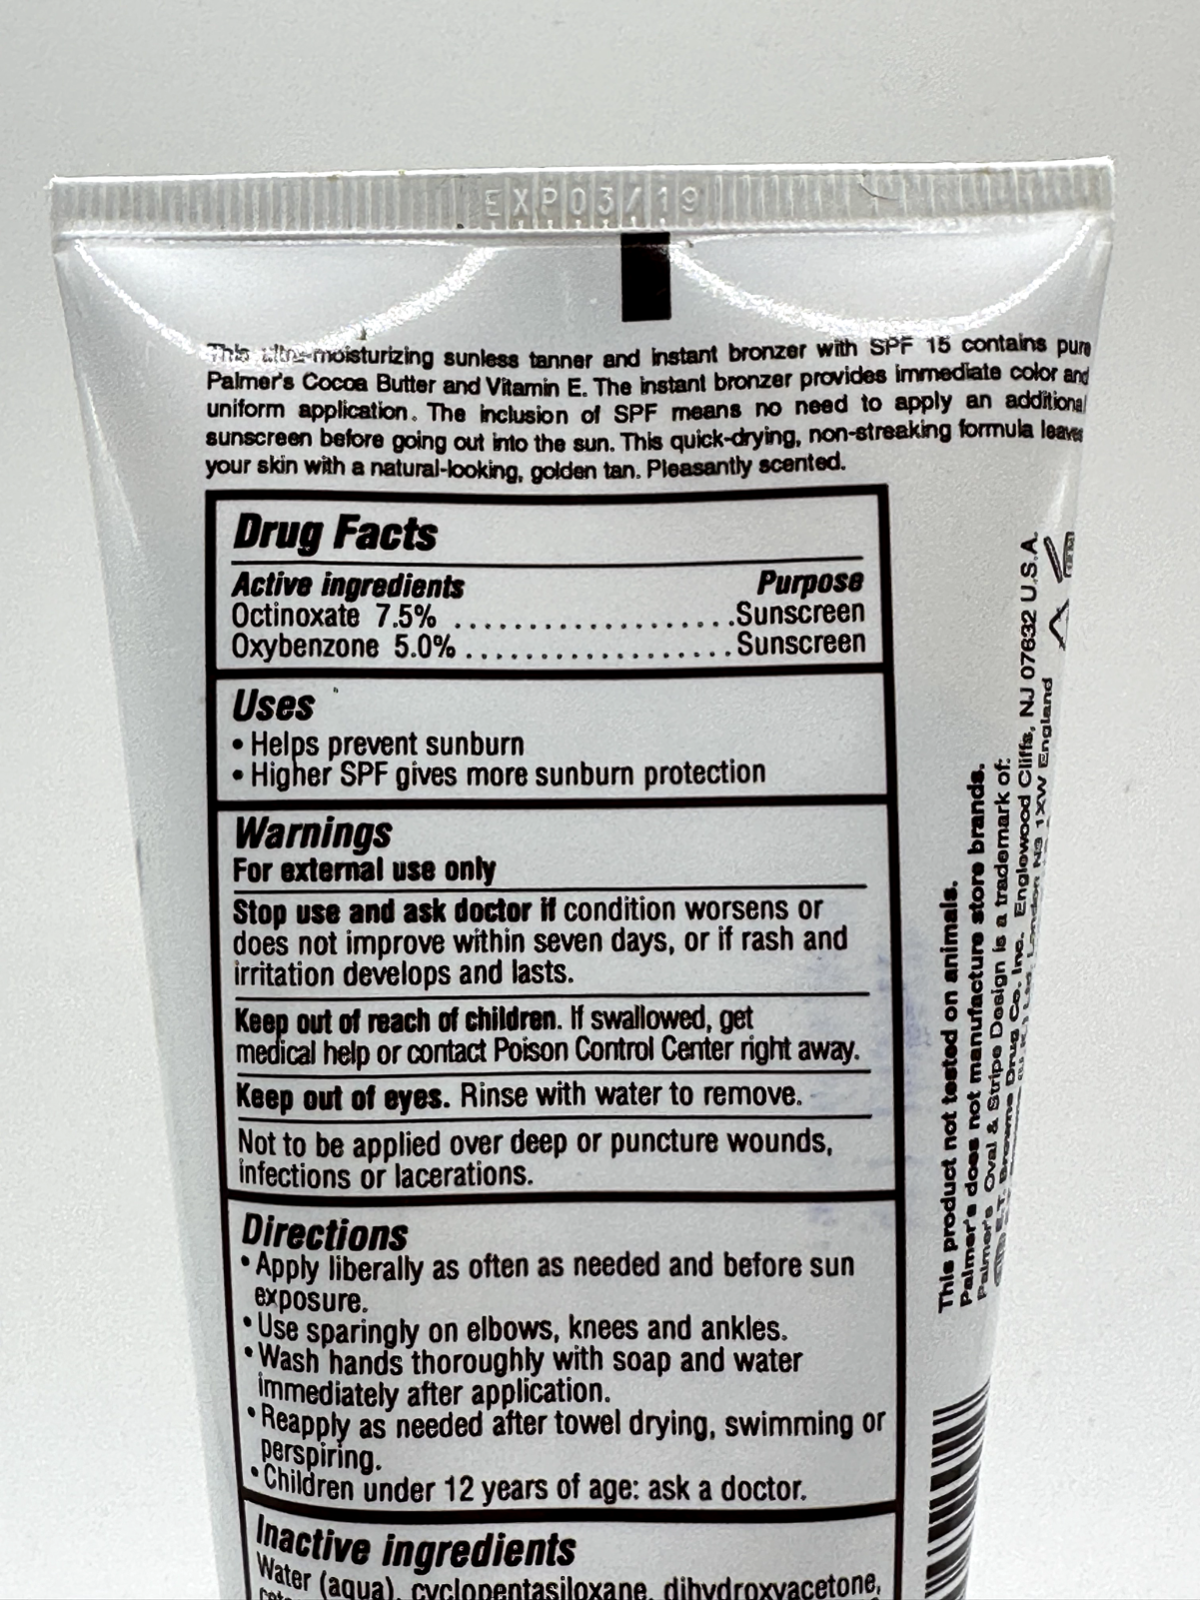 EXP03/19
This ultra-moisturizing sunless tanner and instant bronzer with SPF 15 contains pure
Palmer's Cocoa Butter and Vitamin E. The instant bronzer provides immediate color and
uniform application. The inclusion of SPF means no need to apply an additional
sunscreen before going out into the sun. This quick-drying, non-streaking formula leaves
your skin with a natural-looking, golden tan. Pleasantly scented.
Drug Facts
Active ingredients Purpose
Octinoxate 7.5% ....................Sunscreen
Oxybenzone 5.0% ..................Sunscreen
Uses
• Helps prevent sunburn
• Higher SPF gives more sunburn protection
Warnings
For external use only
Stop use and ask doctor if condition worsens or
does not improve within seven days, or if rash and
irritation develops and lasts.
Keep out of reach of children. If swallowed, get
medical help or contact Poison Control Center right away.
Keep out of eyes. Rinse with water to remove.
Not to be applied over deep or puncture wounds,
infections or lacerations.
Directions
• Apply liberally as often as needed and before sun
exposure.
• Use sparingly on elbows, knees and ankles.
• Wash hands thoroughly with soap and water
immediately after application.
• Reapply as needed after towel drying, swimming or
perspiring.
• Children under 12 years of age: ask a doctor.
Inactive ingredients
Water (aqua), cyclopentasiloxane, dihydroxyacetone,
This product not tested on animals.
Palmer's does not manufacture store brands.
Palmer's Oval & Stripe Design is a trademark of:
E.T. Browne Drug Co. Inc. Englewood Cliffs, NJ 07632 U.S.A.
London N3 1XW England